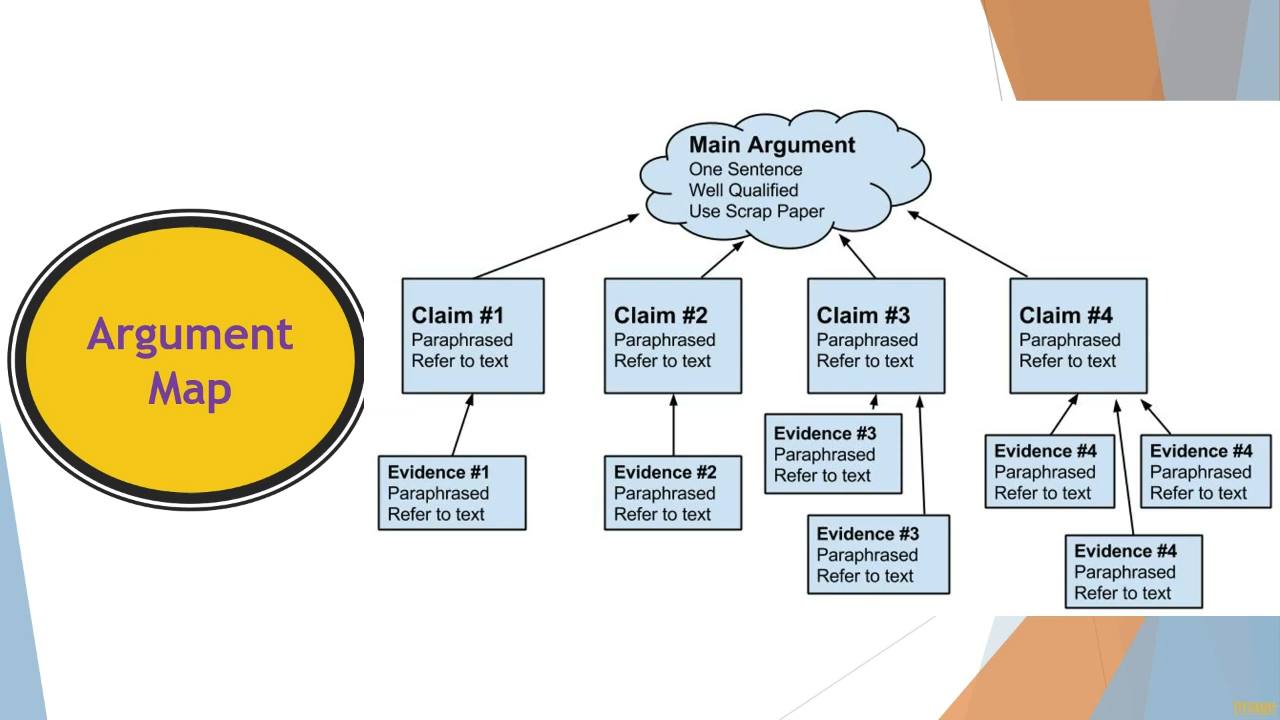 Argument
Map
Main Argument
One Sentence
Well Qualified
Use Scrap Paper
Claim #1
Paraphrased
Refer to text
Claim #2
Paraphrased
Refer to text
Claim #3
Paraphrased
Refer to text
Claim #4
Paraphrased
Refer to text
Evidence #1
Paraphrased
Refer to text
Evidence #2
Paraphrased
Refer to text
Evidence #3
Paraphrased
Refer to text
Evidence #3
Paraphrased
Refer to text
Evidence #4
Paraphrased
Refer to text
Evidence #4
Paraphrased
Refer to text
Evidence #4
Paraphrased
Refer to text